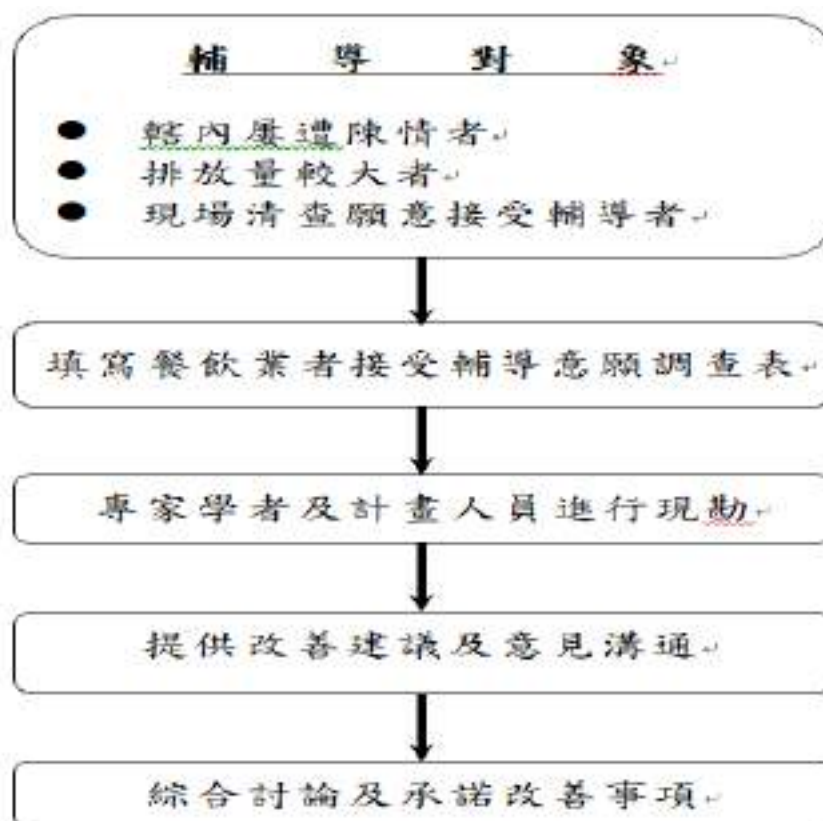 輔導對象
● 轄內屢遭陳情者
● 排放量較大者
● 現場清查願意接受輔導者
填寫餐飲業者接受輔導意願調查表
專家學者及計畫人員進行現勘
提供改善建議及意見溝通
綜合討論及承諾改善事項